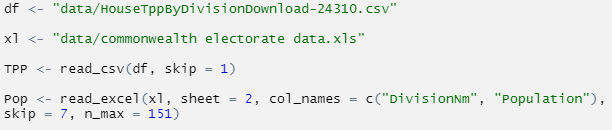 df <- "data/HouseTppByDivisionDownload-24310.csv"
xl <- "data/commonwealth electorate data.xls"
TPP <- read_csv(df, skip = 1)
Pop <- read_excel(xl, sheet = 2, col_names = c("DivisionNm", "Population"),
skip = 7, n_max = 151)